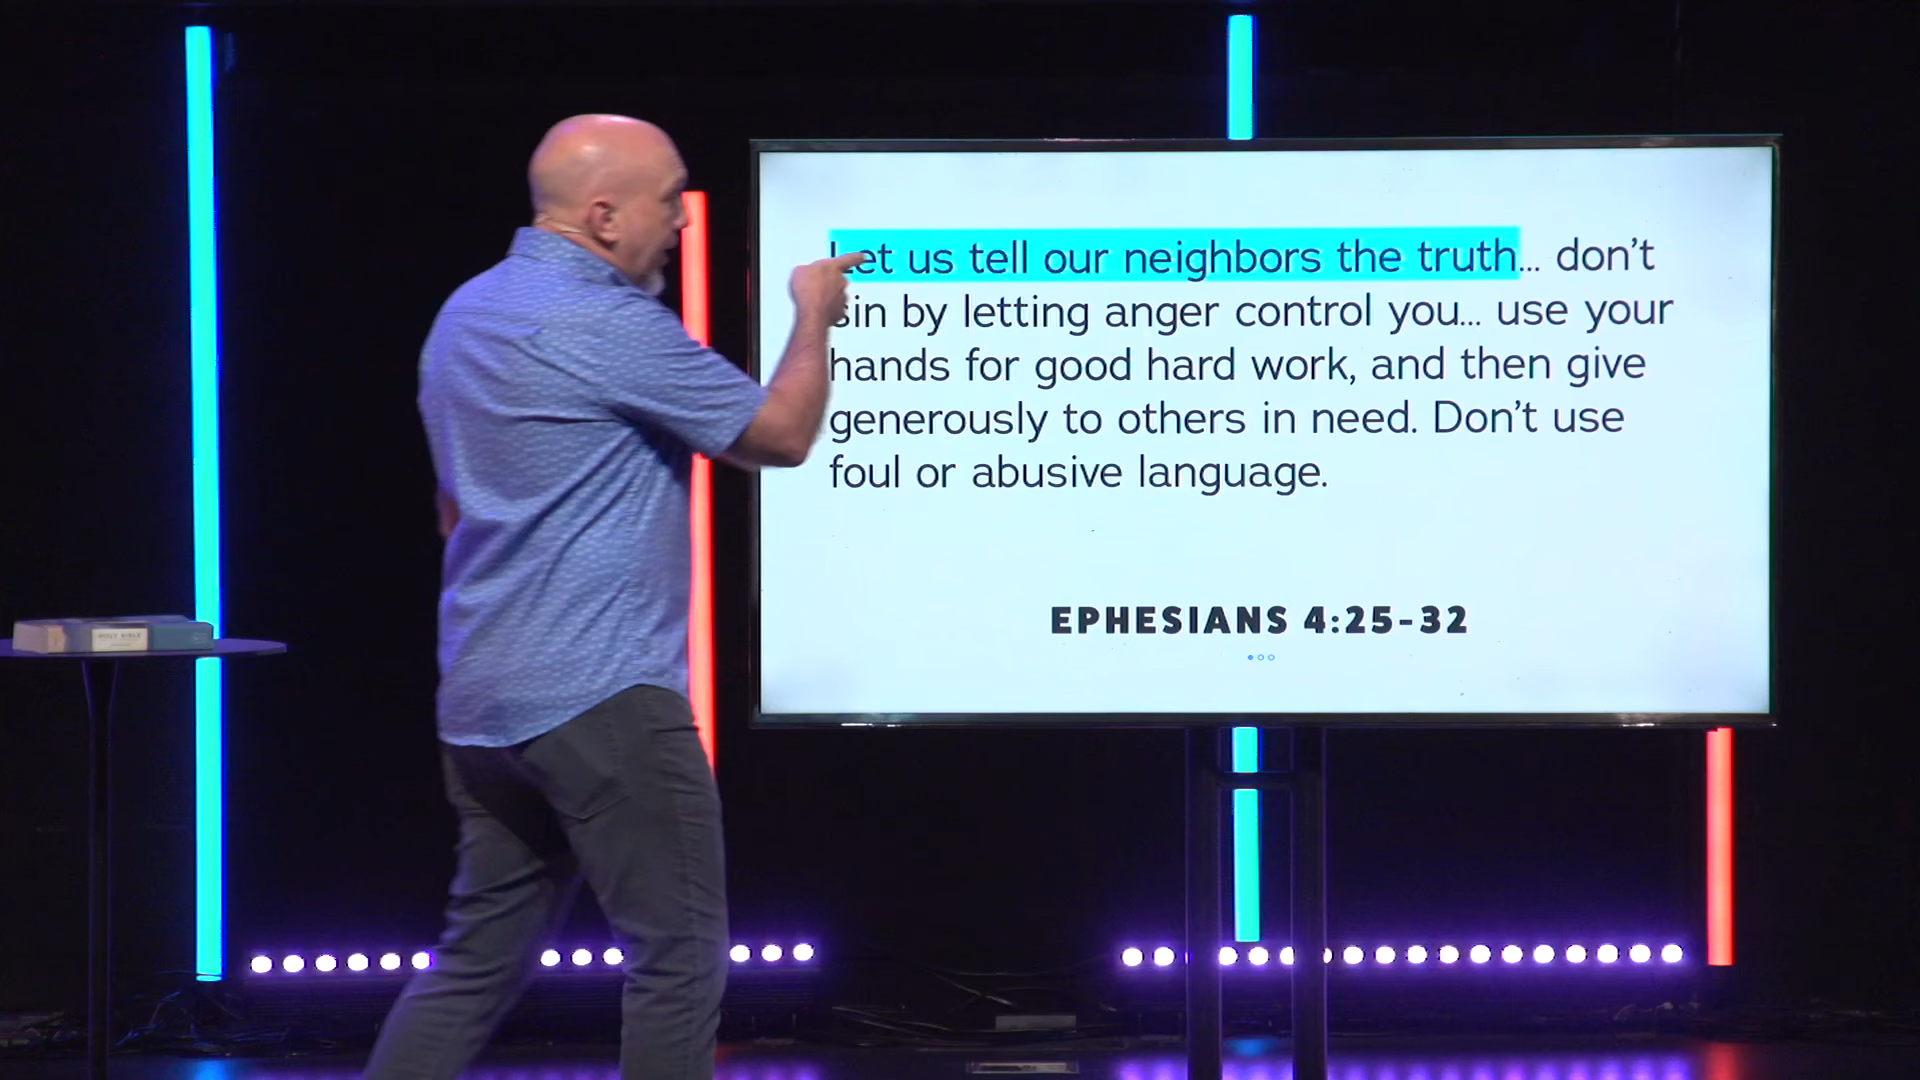 Let us tell our neighbors the truth... don't
sin by letting anger control you... use your
hands for good hard work, and then give
generously to others in need. Don't use
foul or abusive language.
EPHESIANS 4:25-32
HOLY BIBLE